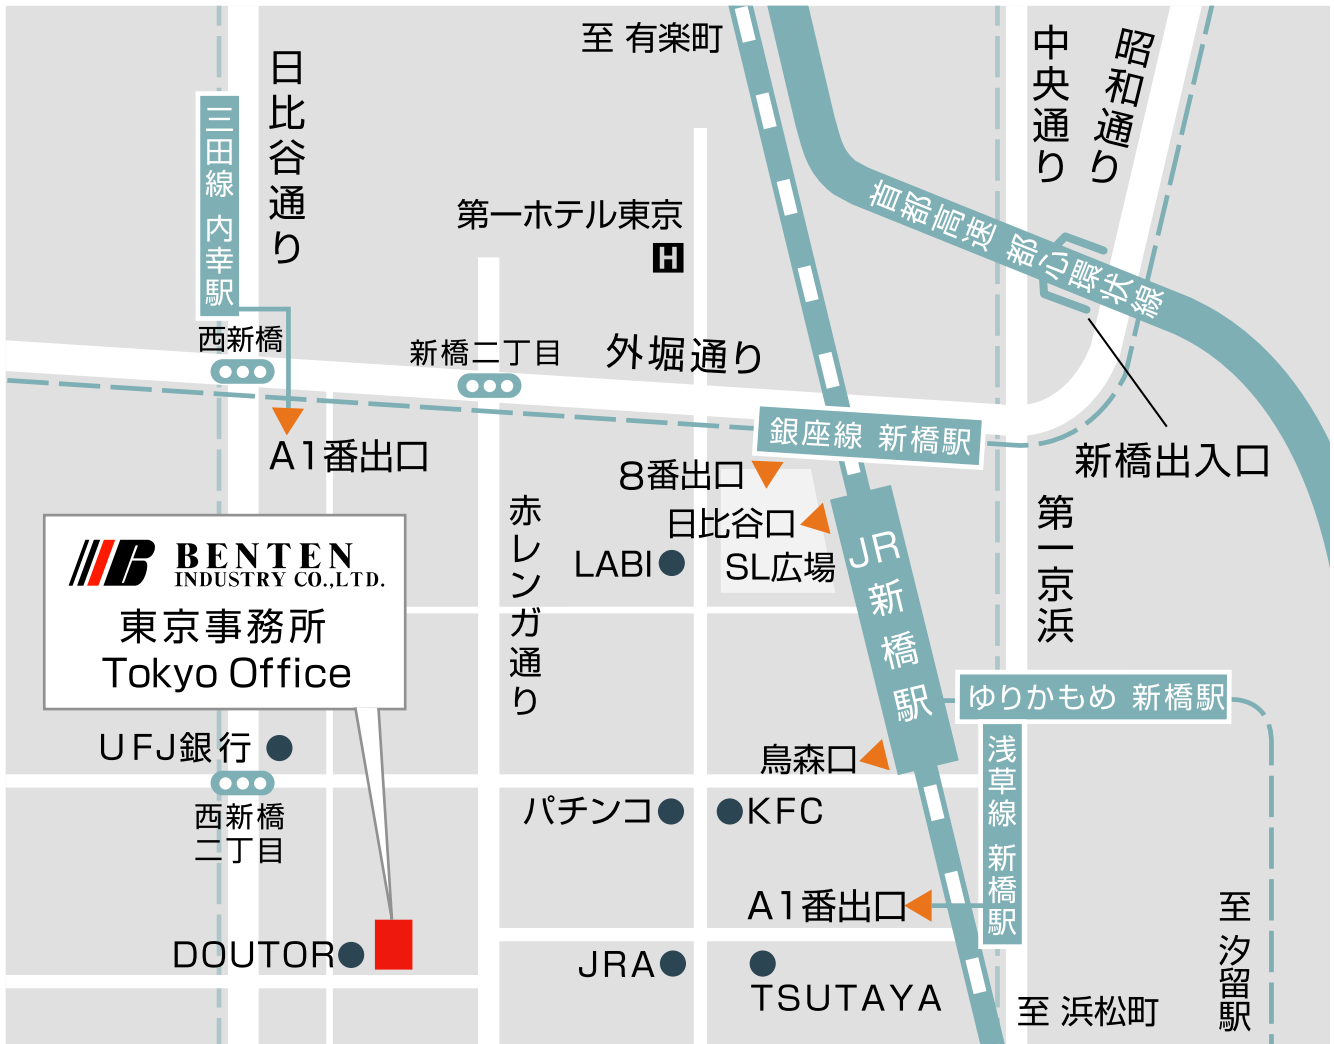 至 有楽町
中央通り
昭和通り
日比谷通り
三田線 内幸駅
首都高速 都心環状線
第一ホテル東京
H
西新橋
新橋二丁目
外堀通り
銀座線 新橋駅
A1番出口
8番出口
新橋出入口
日比谷口
SL広場
LABI
赤レンガ通り
JR新橋駅
第一京浜
BENTEN
INDUSTRY CO.,LTD.
東京事務所
Tokyo Office
ゆりかもめ 新橋駅
浅草線 新橋駅
UFJ銀行
烏森口
西新橋
二丁目
パチンコ
KFC
A1番出口
至 汐留駅
DOUTOR
JRA
TSUTAYA
至 浜松町